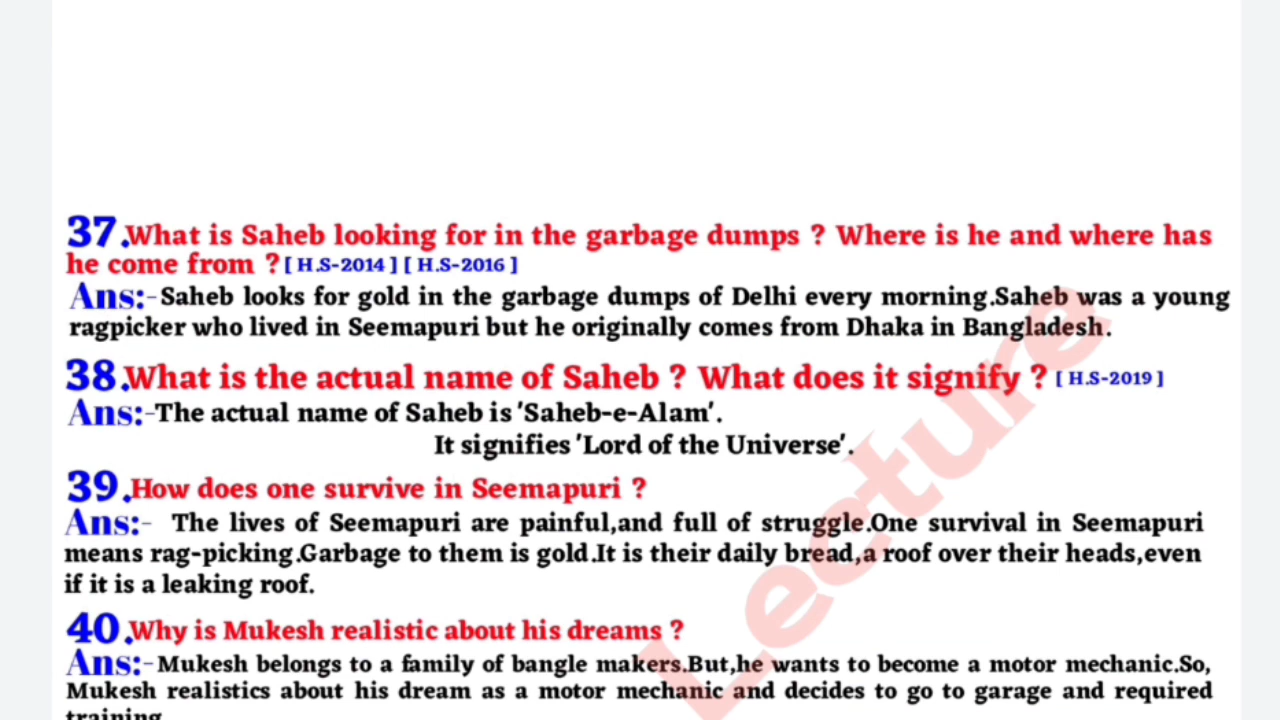 37.What is Saheb looking for in the garbage dumps ? Where is he and where has
he come from ?[ H.S-2014 ] [ H.S-2016 ]
Ans:-Saheb looks for gold in the garbage dumps of Delhi every morning.Saheb was a young
ragpicker who lived in Seemapuri but he originally comes from Dhaka in Bangladesh.
38.What is the actual name of Saheb ? What does it signify ? [ H.S-2019 ]
Ans:-The actual name of Saheb is 'Saheb-e-Alam'.
It signifies 'Lord of the Universe'.
39.How does one survive in Seemapuri ?
Ans:- The lives of Seemapuri are painful,and full of struggle.One survival in Seemapuri
means rag-picking.Garbage to them is gold.It is their daily bread,a roof over their heads,even
if it is a leaking roof.
40.Why is Mukesh realistic about his dreams ?
Ans:-Mukesh belongs to a family of bangle makers.But,he wants to become a motor mechanic.So,
Mukesh realistics about his dream as a motor mechanic and decides to go to garage and required
training
Lecture